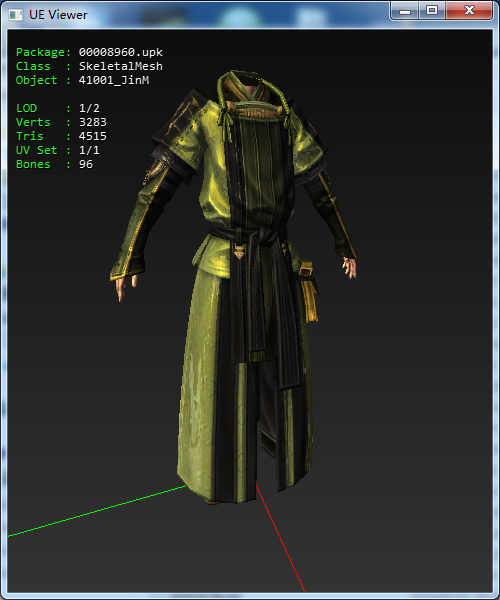 UE Viewer
Package: 00008960.upk
Class  : SkeletalMesh
Object : 41001_JinM
LOD    : 1/2
Verts  : 3283
Tris   : 4515
UV Set : 1/1
Bones  : 96